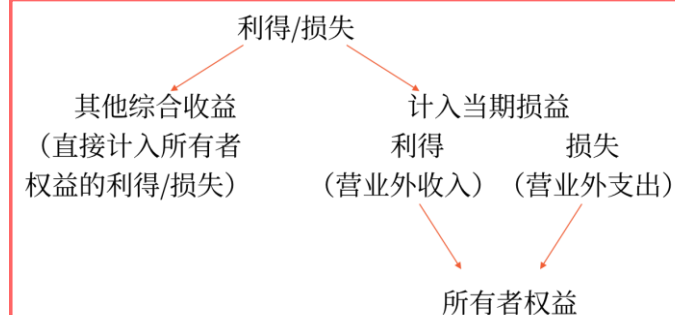 利得/损失
其他综合收益
（直接计入所有者
权益的利得/损失）
计入当期损益
利得 损失
（营业外收入）（营业外支出）
所有者权益